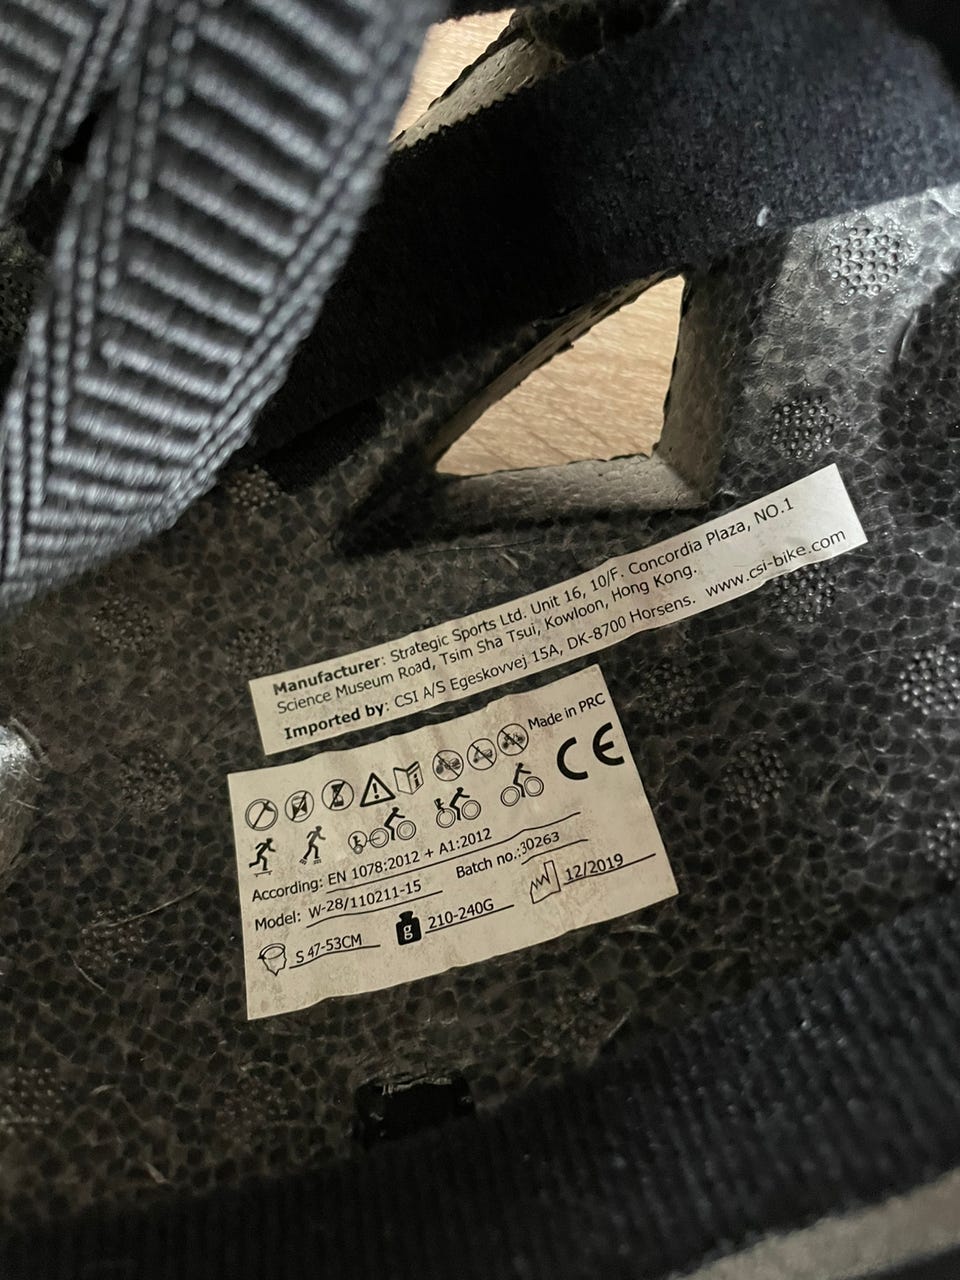 Manufacturer: Strategic Sports Ltd. Unit 16, 10/F. Concordia Plaza, NO.1
Science Museum Road, Tsim Sha Tsui, Kowloon, Hong Kong.
Imported by: CSI A/S Egeskovvej 15A, DK-8700 Horsens. www.csi-bike.com
Made in PRC
CE
According: EN 1078:2012 + A1:2012
Model: W-28/110211-15 Batch no.:30263
S 47-53CM g 210-240G 12/2019